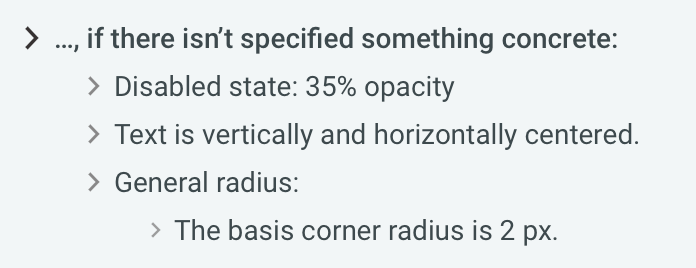 ..., if there isn’t specified something concrete:
Disabled state: 35% opacity
Text is vertically and horizontally centered.
General radius:
The basis corner radius is 2 px.